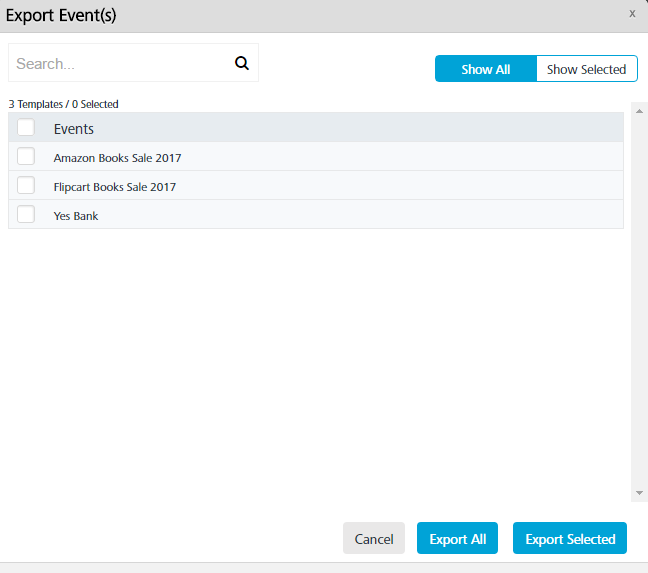 Export Event(s) x
Search...
Show All Show Selected
3 Templates / 0 Selected
Events
Amazon Books Sale 2017
Flipcart Books Sale 2017
Yes Bank
Cancel Export All Export Selected